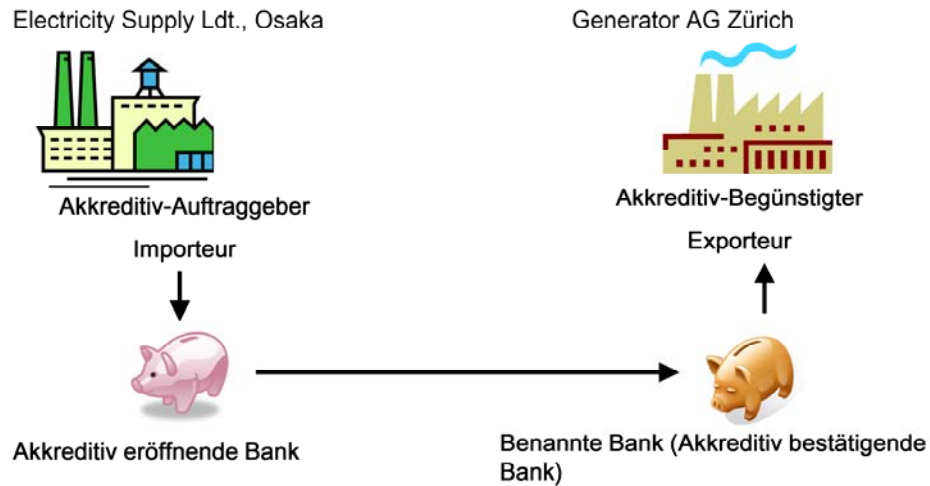 Electricity Supply Ldt., Osaka
Generator AG Zürich
Akkreditiv-Auftraggeber
Importeur
Akkreditiv-Begünstigter
Exporteur
Akkreditiv eröffnende Bank
Benannte Bank (Akkreditiv bestätigende
Bank)